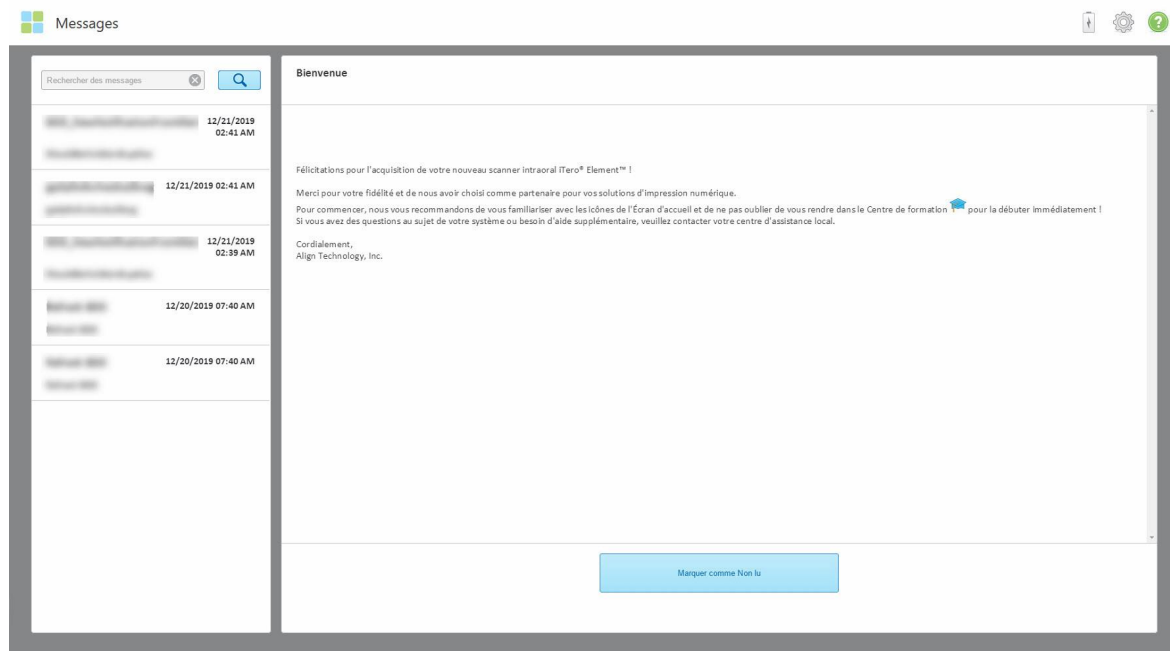 Messages
Rechercher des messages
12/21/2019
02:41 AM
12/21/2019 02:41 AM
12/21/2019
02:39 AM
12/20/2019 07:40 AM
12/20/2019 07:40 AM
Bienvenue
Félicitations pour l'acquisition de votre nouveau scanner intraoral iTero® Element™ !
Merci pour votre fidélité et de nous avoir choisi comme partenaire pour vos solutions d'impression numérique.
Pour commencer, nous vous recommandons de vous familiariser avec les icônes de l'Écran d'accueil et de ne pas oublier de vous rendre dans le Centre de formation pour la débuter immédiatement !
Si vous avez des questions au sujet de votre système ou besoin d'aide supplémentaire, veuillez contacter votre centre d'assistance local.
Cordialement,
Align Technology, Inc.
Marquer comme Non lu